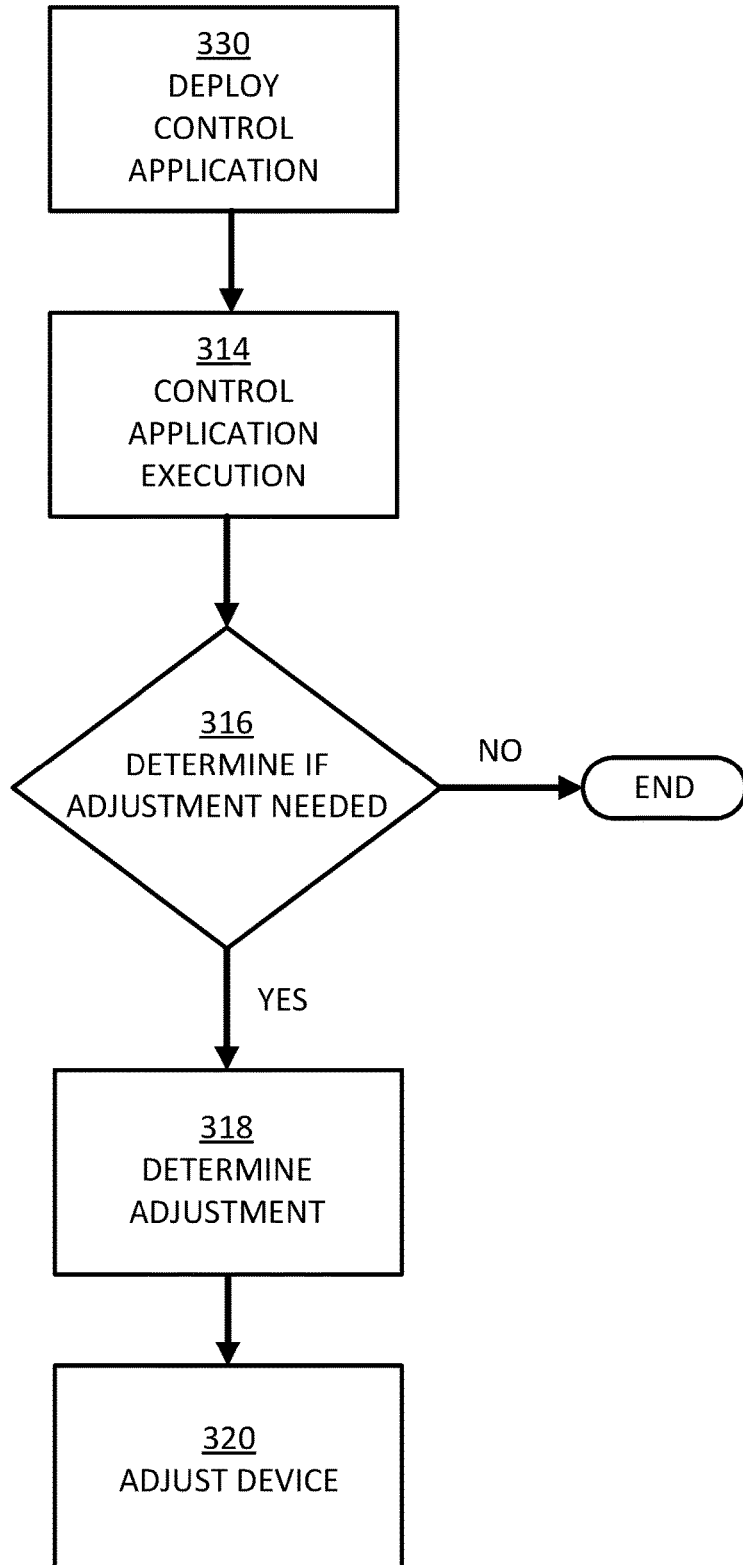 330
DEPLOY
CONTROL
APPLICATION
314
CONTROL
APPLICATION
EXECUTION
316
DETERMINE IF
ADJUSTMENT NEEDED
NO
END
YES
318
DETERMINE
ADJUSTMENT
320
ADJUST DEVICE